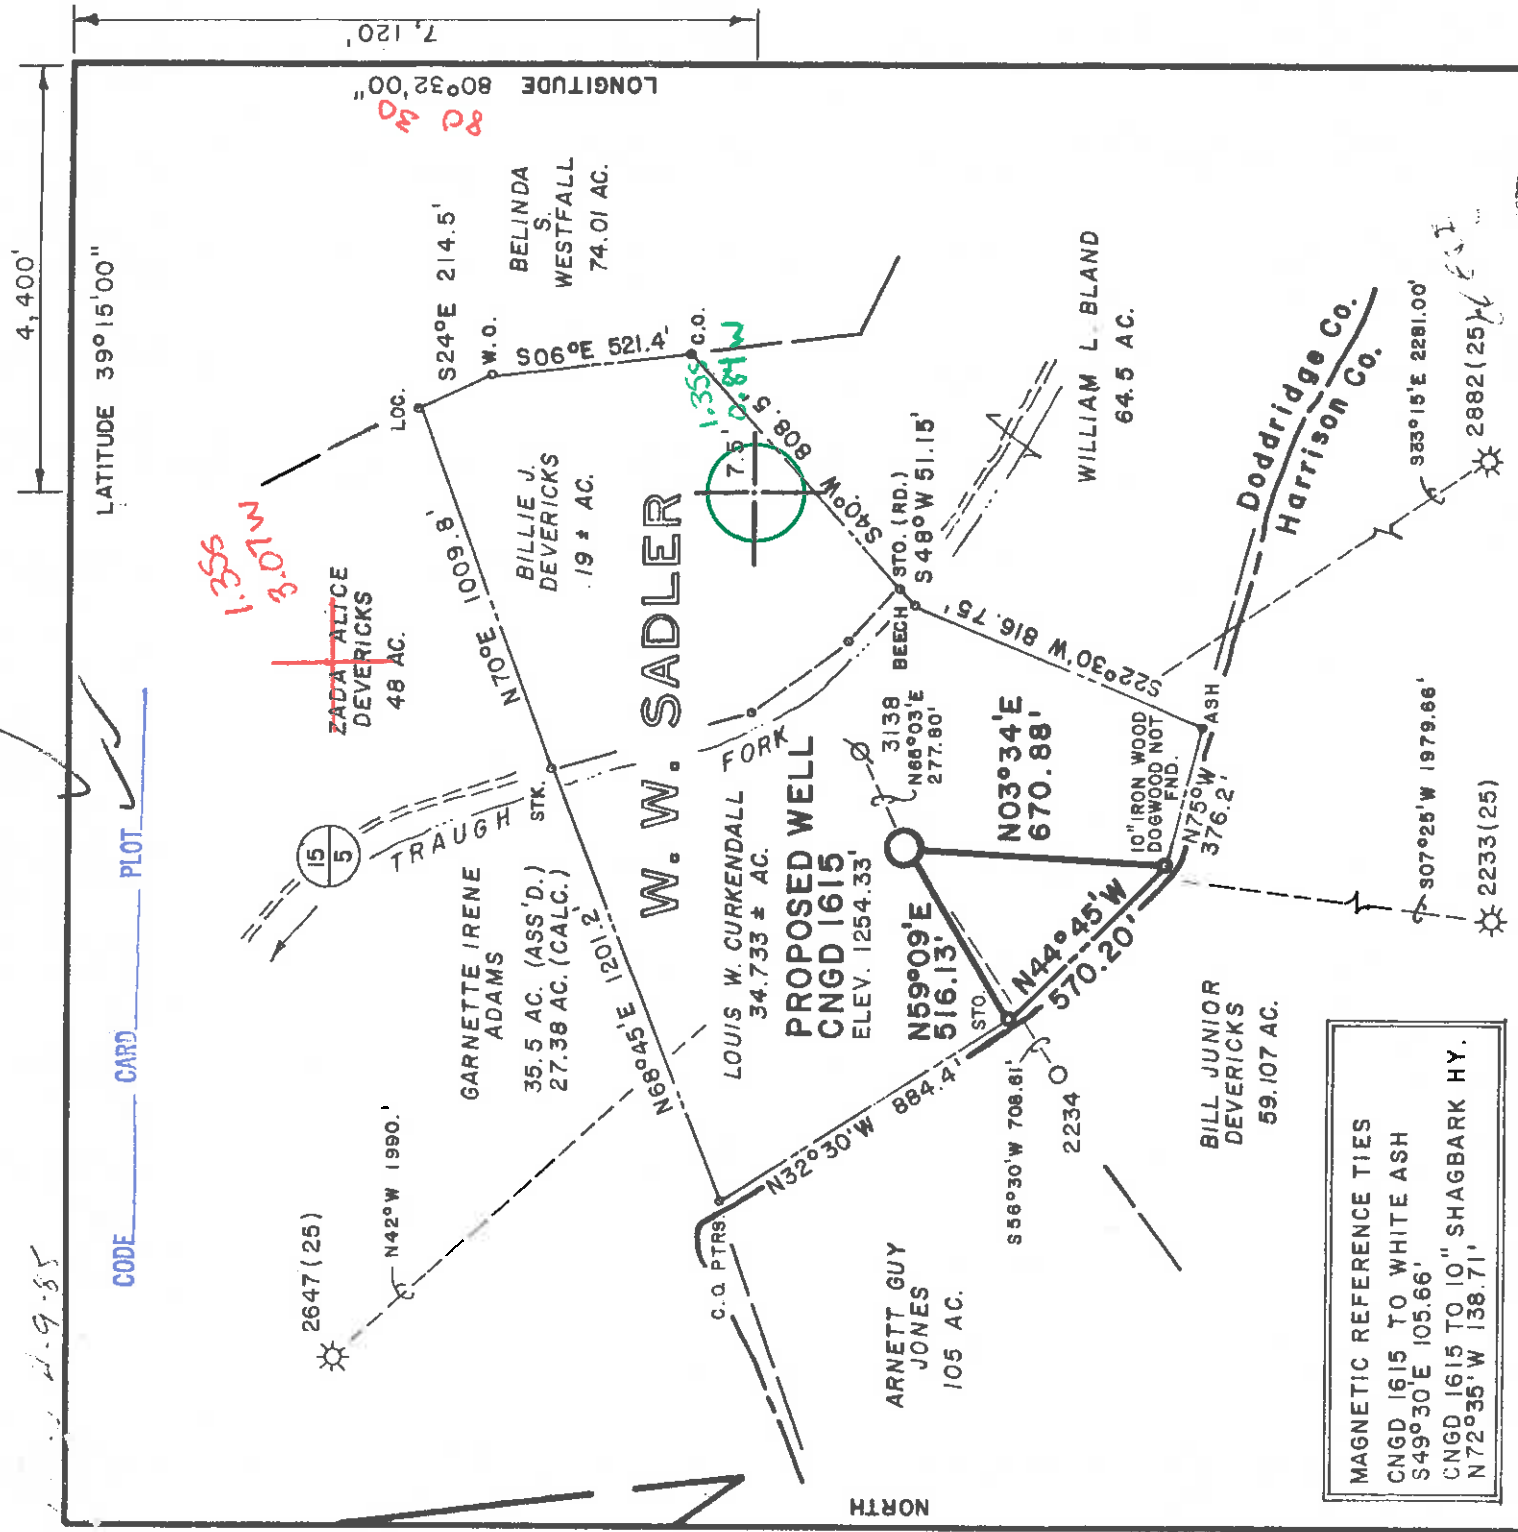 4,400'
7,120'
LATITUDE 39°15'00"
LONGITUDE 80°32'00"
80 30
11-9-85
CODE CARD PLOT
1.35S
3.07W
ZADA ALICE
DEVERICKS
48 AC.
LOC.
S24°E 214.5'
W.O.
S06°E 521.4'
C.O.
BELINDA
S.
WESTFALL
74.01 AC.
1.35S
0.84W
7.5'
N70°E 1009.8'
BILLIE J.
DEVERICKS
19 ± AC.
S40°W 808.5'
STO. (RD.)
S48°W 51.15'
BEECH
WILLIAM L. BLAND
64.5 AC.
15
5
TRAUGH
FORK
STK.
W. W. SADLER
GARNETTE IRENE
ADAMS
35.5 AC. (ASS'D.)
27.38 AC. (CALC.)
N68°45'E 1201.2'
2647(25)
N42°W 1990.'
LOUIS W. CURKENDALL
34.733 ± AC.
PROPOSED WELL
CNGD 1615
ELEV. 1254.33'
3138
N66°03'E
277.80'
N03°34'E
670.88'
N59°09'E
516.13'
STO.
S22°30'W 816.75'
10" IRON WOOD
DOGWOOD NOT
FND.
ASH
N75°W
376.2'
N44°45'W
570.20'
Doddridge Co.
Harrison Co.
S33°15'E 2281.00'
2882(25)
S07°25'W 1979.66'
2233(25)
N32°30'W 884.4'
S56°30'W 708.61'
2234
BILL JUNIOR
DEVERICKS
59.107 AC.
C.O. PTRS.
ARNETT GUY
JONES
105 AC.
NORTH
MAGNETIC REFERENCE TIES
CNGD 1615 TO WHITE ASH
S49°30'E 105.66'
CNGD 1615 TO 10" SHAGBARK HY.
N72°35'W 138.71'